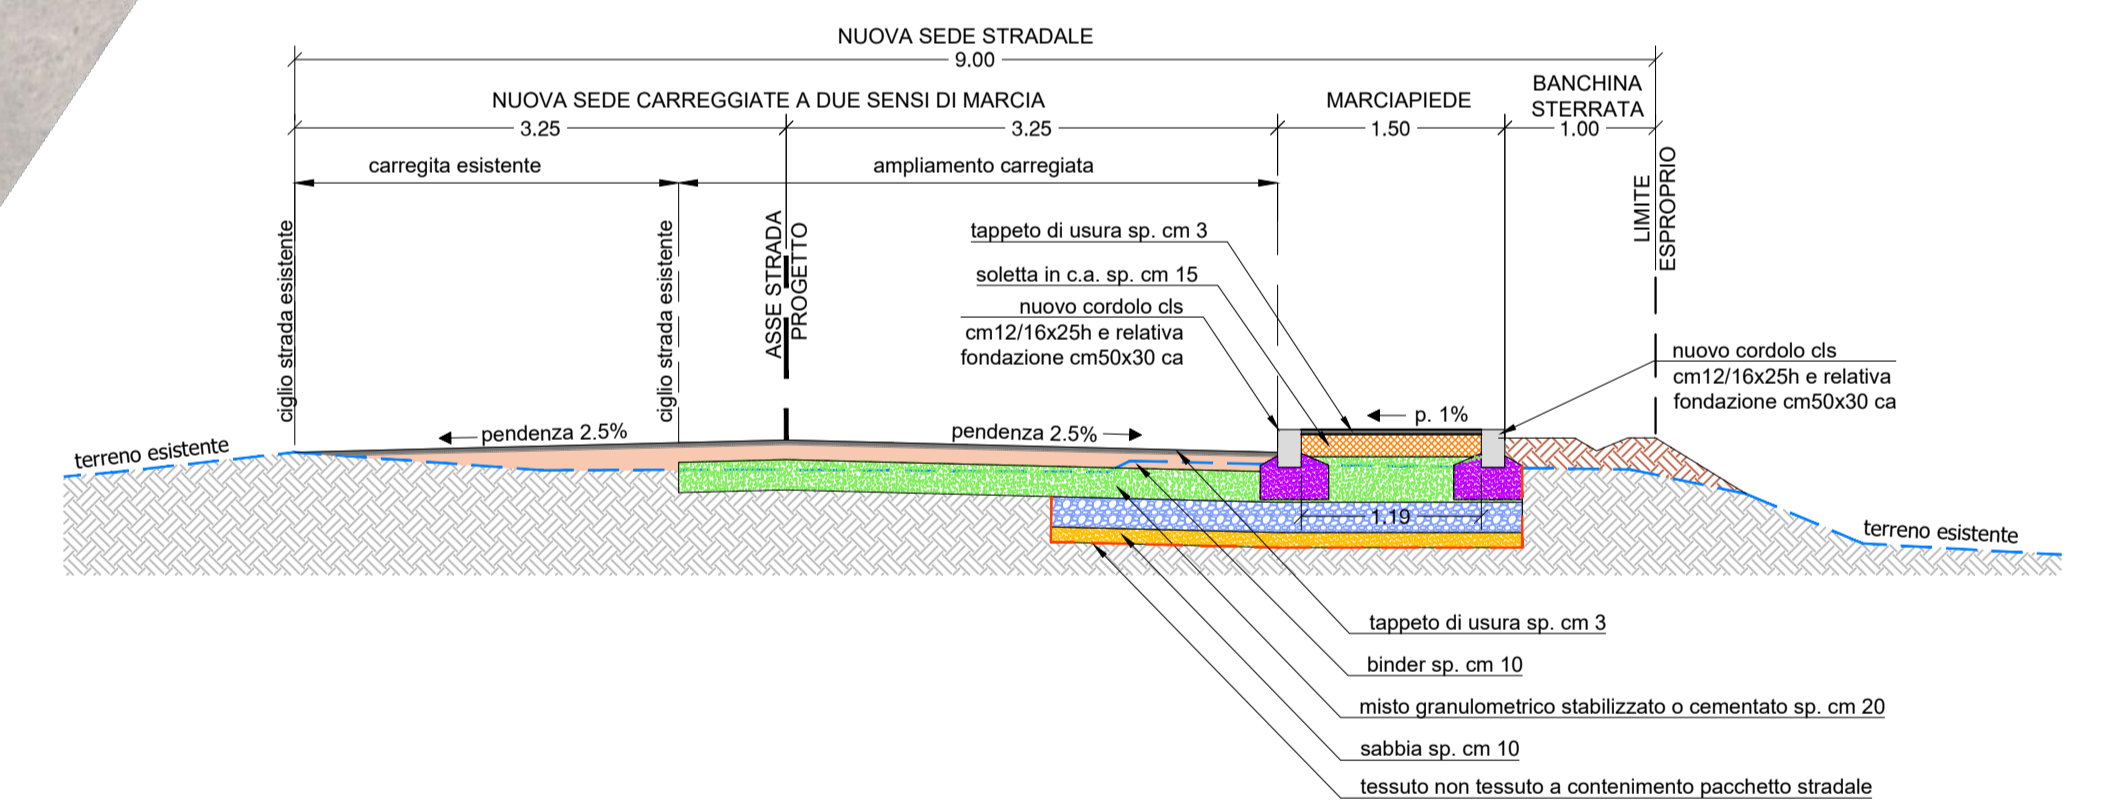 NUOVA SEDE STRADALE
9.00
NUOVA SEDE CARREGGIATE A DUE SENSI DI MARCIA
MARCIAPIEDE
BANCHINA
STERRATA
3.25
3.25
1.50
1.00
carregita esistente
ampliamento carregiata
ciglio strada esistente
ciglio strada esistente
ASSE STRADA
PROGETTO
LIMITE
ESPROPRIO
tappeto di usura sp. cm 3
soletta in c.a. sp. cm 15
nuovo cordolo cls
cm12/16x25h e relativa
fondazione cm50x30 ca
nuovo cordolo cls
cm12/16x25h e relativa
fondazione cm50x30 ca
p. 1%
pendenza 2.5%
pendenza 2.5%
terreno esistente
1.19
terreno esistente
tappeto di usura sp. cm 3
binder sp. cm 10
misto granulometrico stabilizzato o cementato sp. cm 20
sabbia sp. cm 10
tessuto non tessuto a contenimento pacchetto stradale